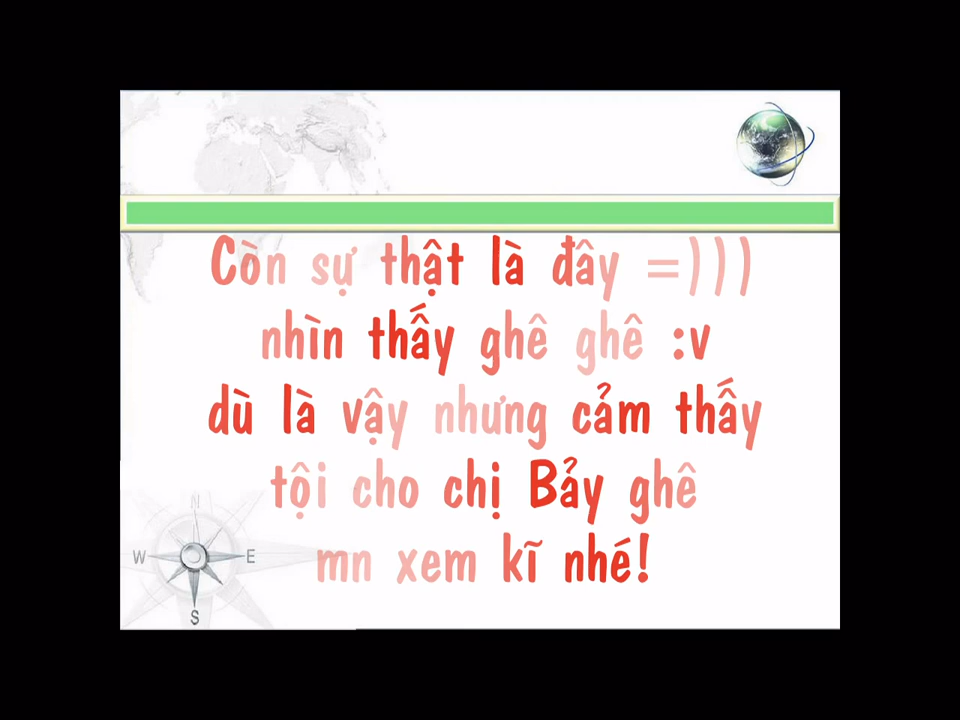 Còn sự thật là đây =)))
nhìn thấy ghê ghê :v
dù là vậy nhưng cảm thấy
tội cho chị Bảy ghê
mn xem kĩ nhé!
N
W E
S